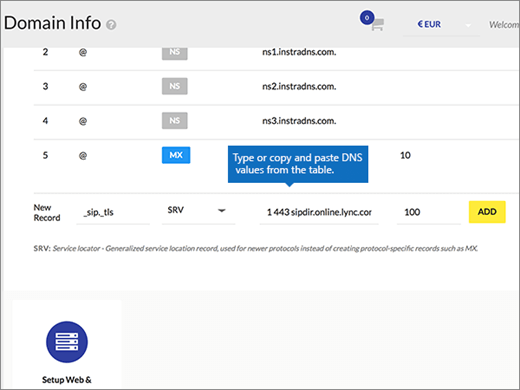 Domain Info ?
0
€ EUR
Welcom
2 @ NS ns1.instradns.com.
3 @ NS ns2.instradns.com.
4 @ NS ns3.instradns.com.
5 @ MX 10
Type or copy and paste DNS
values from the table.
New
Record
_sip._tls SRV 1 443 sipdir.online.lync.cor 100 ADD
SRV: Service locator - Generalized service location record, used for newer protocols instead of creating protocol-specific records such as MX.
Setup Web &